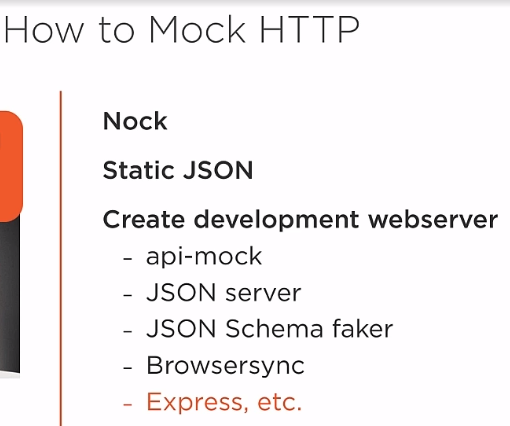 How to Mock HTTP
Nock
Static JSON
Create development webserver
- api-mock
- JSON server
- JSON Schema faker
- Browsersync
- Express, etc.